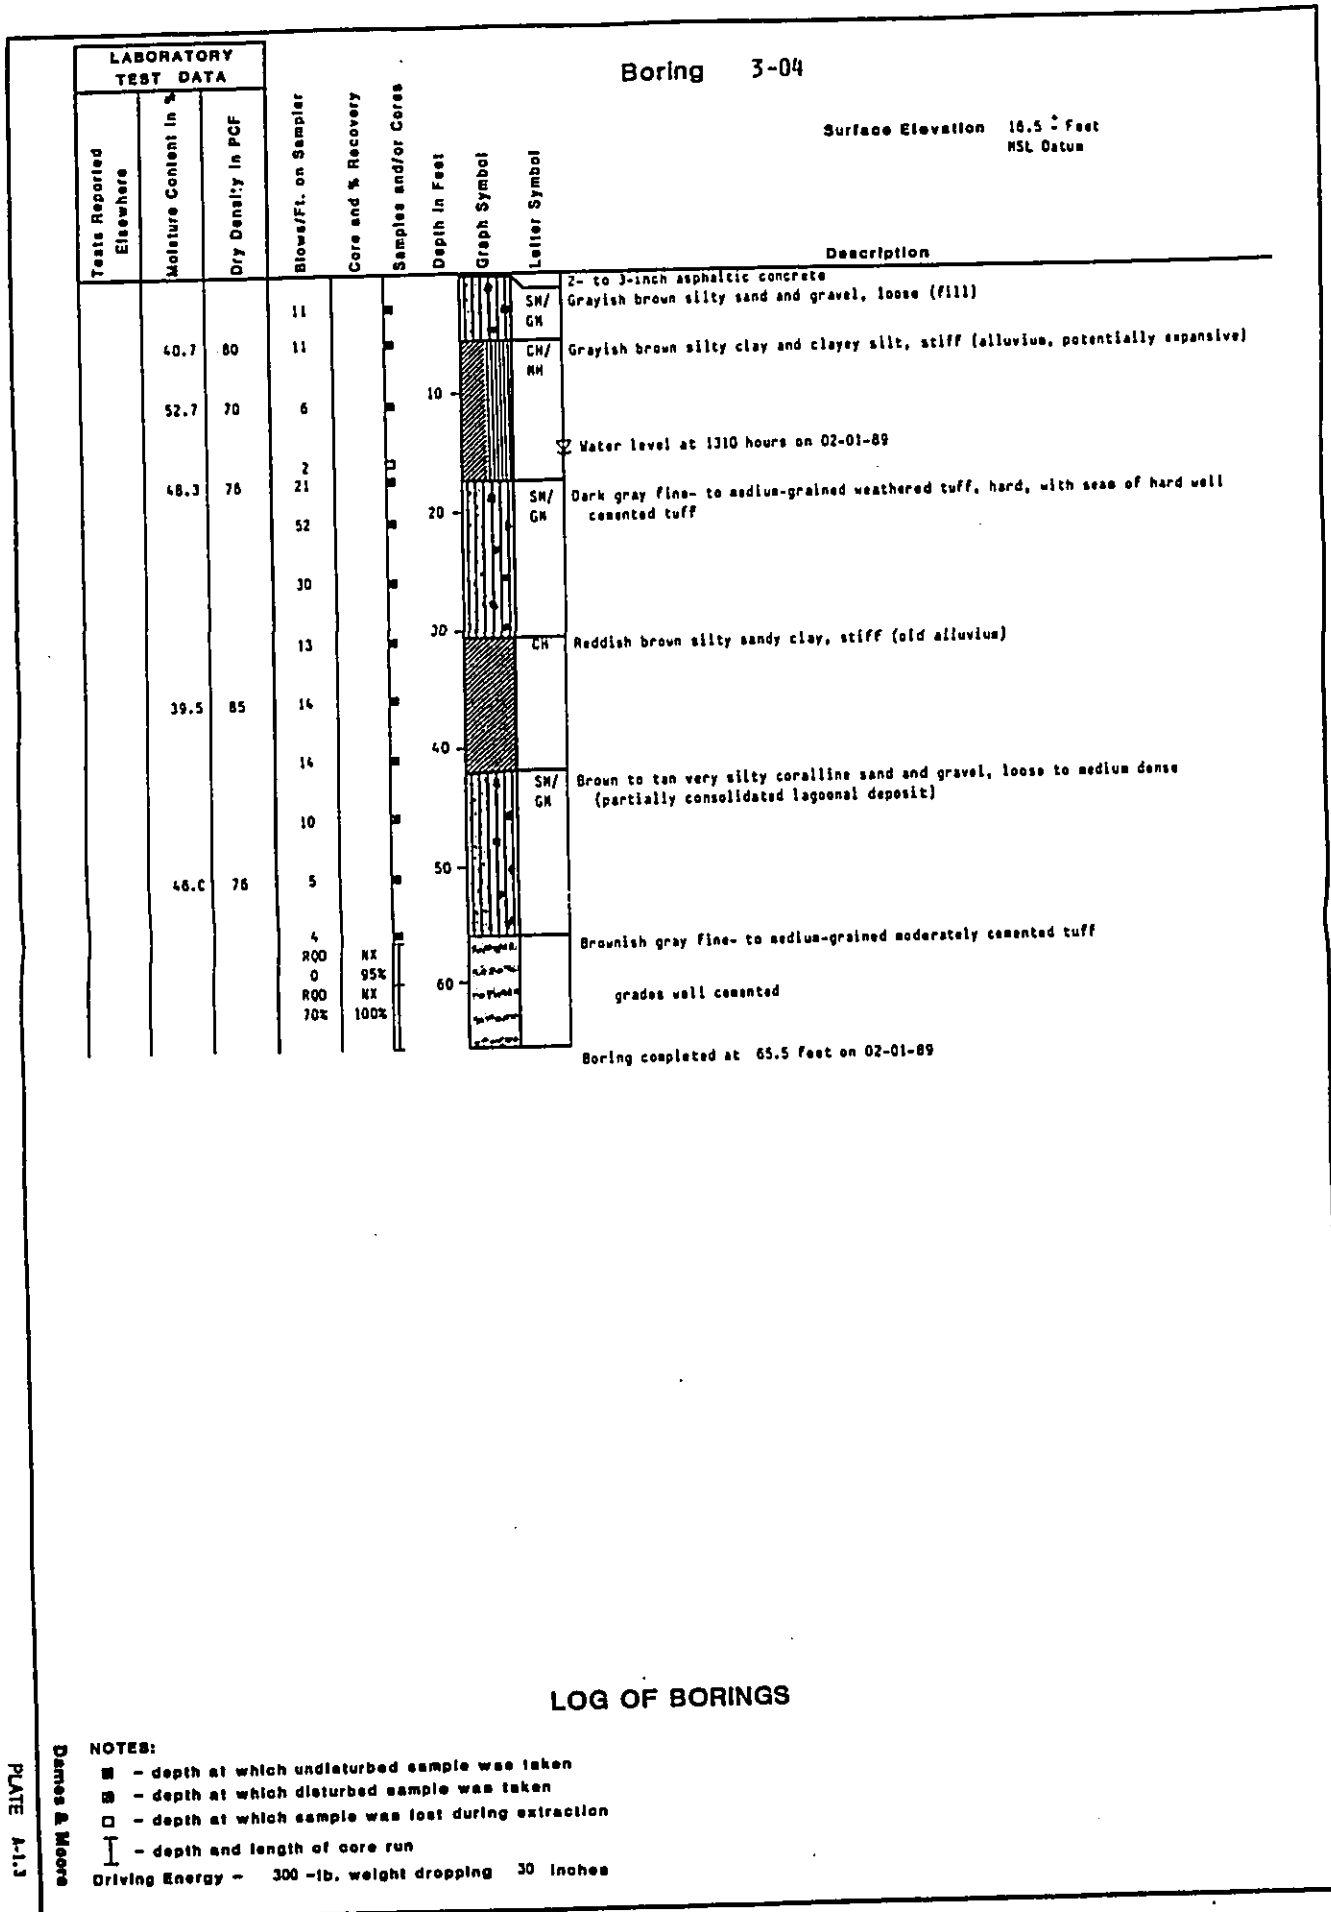 LABORATORY
TEST DATA
Boring 3-04
Surface Elevation 16.5 ± Feet
MSL Datum
Tests Reported
Elsewhere
Moisture Content In %
Dry Density In PCF
Blows/Ft. on Sampler
Core and % Recovery
Samples and/or Cores
Depth In Feet
Graph Symbol
Letter Symbol
Description
2- to 3-inch asphaltic concrete
11 SM/ Grayish brown silty sand and gravel, loose (fill)
GM
40.7 80 11 CH/ Grayish brown silty clay and clayey silt, stiff (alluvium, potentially expansive)
MH
10
52.7 70 6
Water level at 1310 hours on 02-01-89
2
48.3 76 21 SM/ Dark gray fine- to medium-grained weathered tuff, hard, with seam of hard well
20 GM cemented tuff
52
30
30
13 CH Reddish brown silty sandy clay, stiff (old alluvium)
39.5 85 14
40
14 SM/ Brown to tan very silty coralline sand and gravel, loose to medium dense
GM (partially consolidated lagoonal deposit)
10
50
46.0 76 5
4 Brownish gray fine- to medium-grained moderately cemented tuff
RQD NX
0 95%
60
RQD NX grades well cemented
70% 100%
Boring completed at 65.5 feet on 02-01-89
LOG OF BORINGS
NOTES:
■ - depth at which undisturbed sample was taken
- depth at which disturbed sample was taken
□ - depth at which sample was lost during extraction
- depth and length of core run
Driving Energy - 300 -lb. weight dropping 30 inches
Dames & Moore
PLATE A-1.3